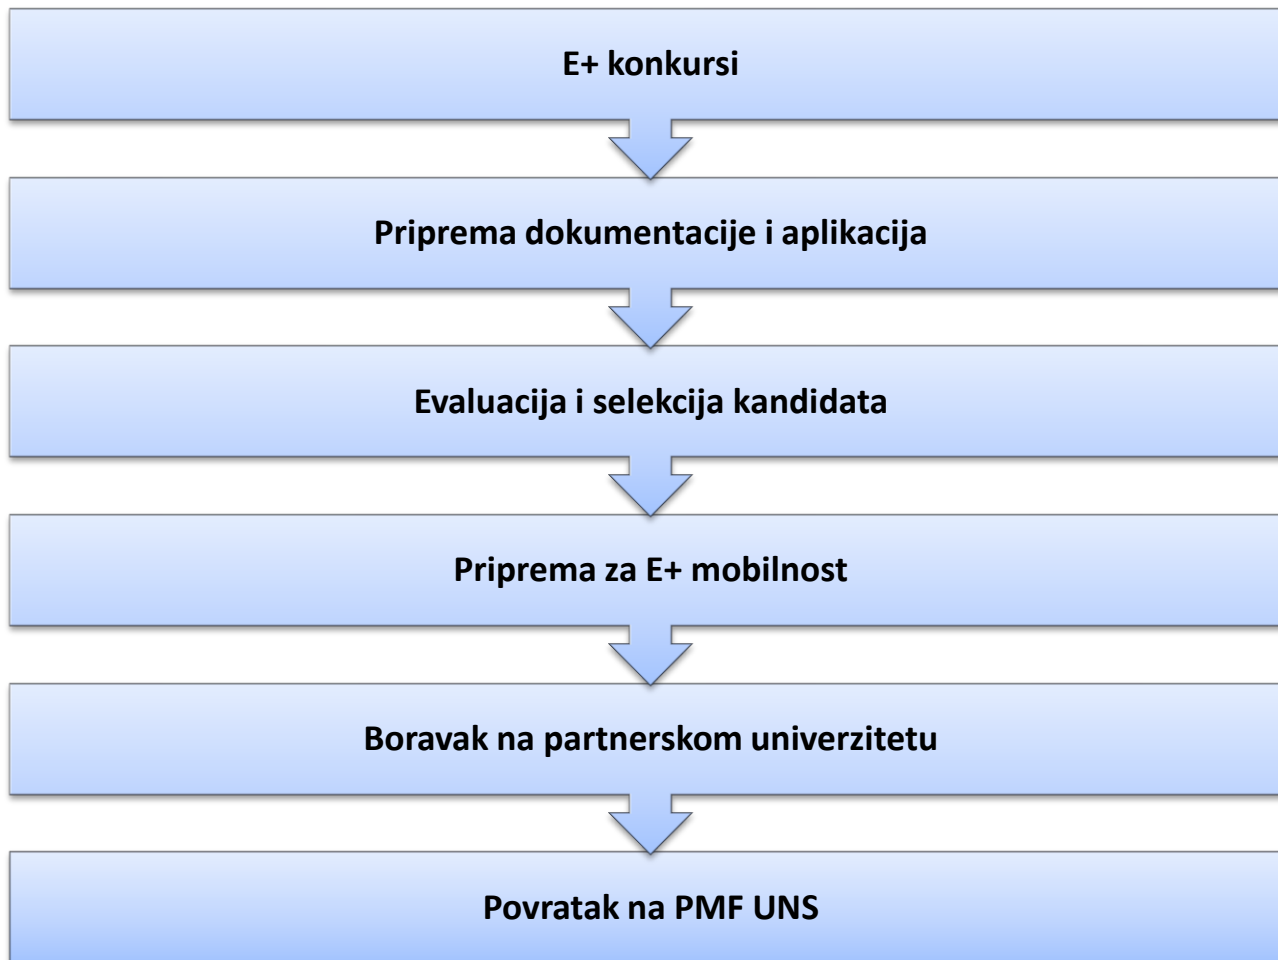 E+ konkursi
Priprema dokumentacije i aplikacija
Evaluacija i selekcija kandidata
Priprema za E+ mobilnost
Boravak na partnerskom univerzitetu
Povratak na PMF UNS